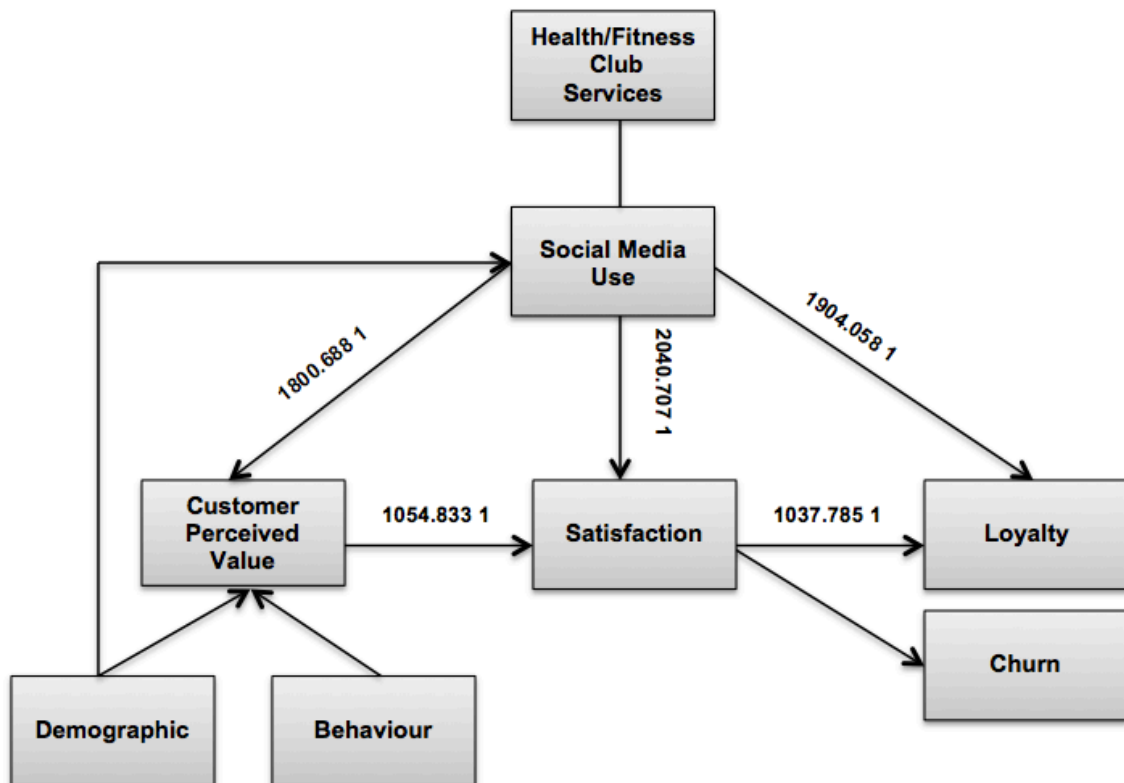 Health/Fitness
Club
Services
Social Media
Use
1800.688 1
2040.707 1
1904.058 1
Customer
Perceived
Value
1054.833 1
Satisfaction
1037.785 1
Loyalty
Churn
Demographic
Behaviour